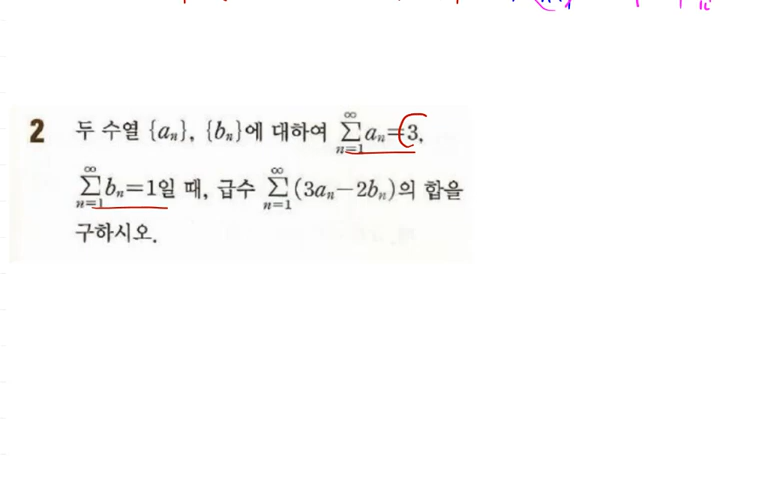 2 두 수열 {aₙ}, {bₙ}에 대하여 ∞∑n=1 aₙ=3,
∞∑n=1 bₙ=1일 때, 급수 ∞∑n=1 (3aₙ-2bₙ)의 합을
구하시오.